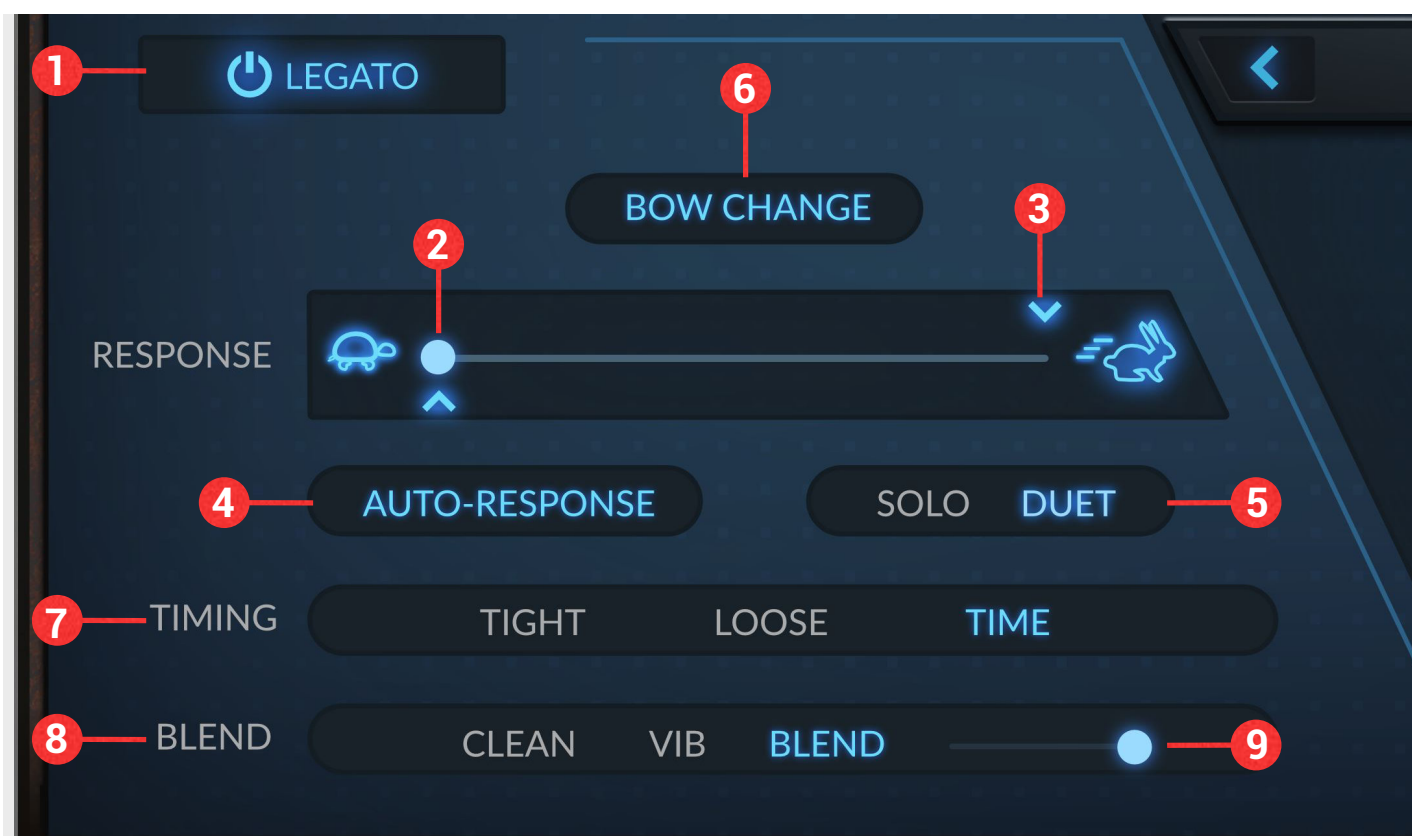 1 LEGATO
6
BOW CHANGE
3
2
RESPONSE
4 AUTO-RESPONSE SOLO DUET 5
7 TIMING TIGHT LOOSE TIME
8 BLEND CLEAN VIB BLEND 9